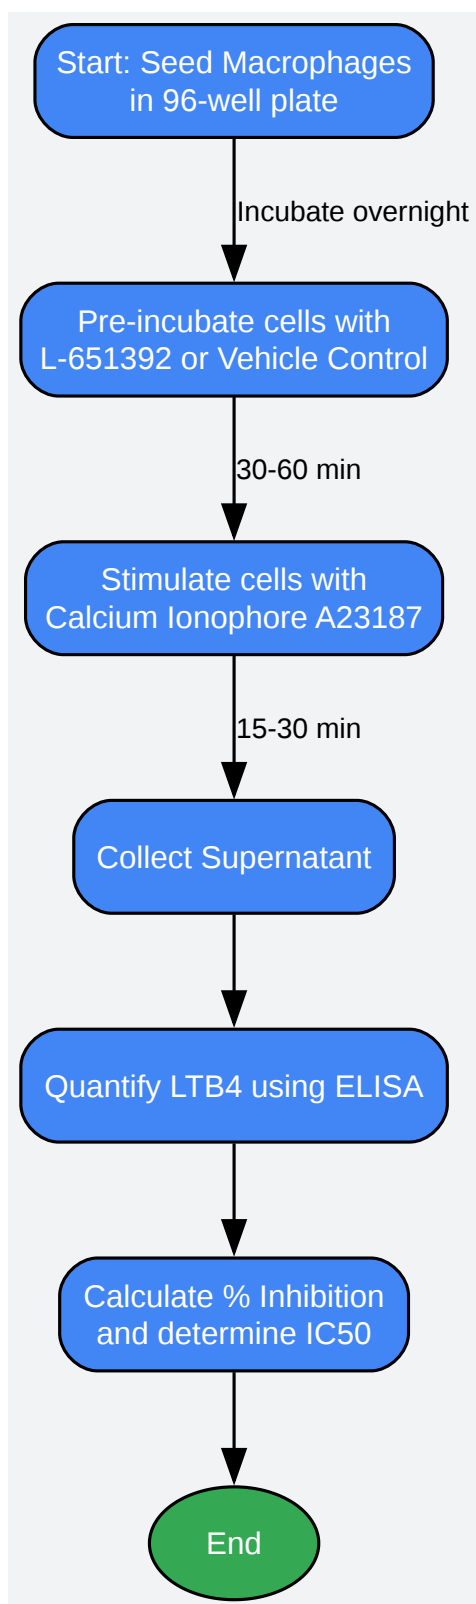 Start: Seed Macrophages
in 96-well plate
Incubate overnight
Pre-incubate cells with
L-651392 or Vehicle Control
30-60 min
Stimulate cells with
Calcium Ionophore A23187
15-30 min
Collect Supernatant
Quantify LTB4 using ELISA
Calculate % Inhibition
and determine IC50
End